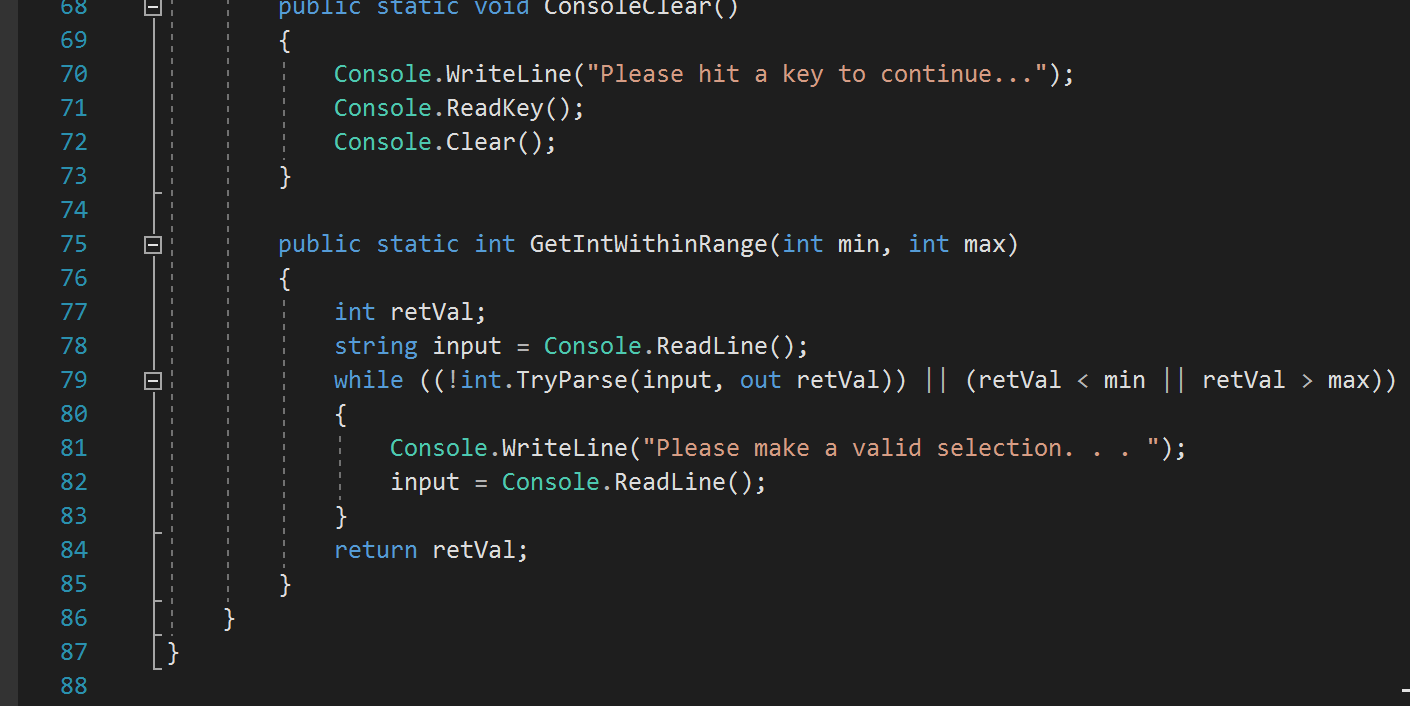 68 public static void ConsoleClear()
69 {
70 Console.WriteLine("Please hit a key to continue...");
71 Console.ReadKey();
72 Console.Clear();
73 }
74
75 public static int GetIntWithinRange(int min, int max)
76 {
77 int retVal;
78 string input = Console.ReadLine();
79 while ((!int.TryParse(input, out retVal)) || (retVal < min || retVal > max))
80 {
81 Console.WriteLine("Please make a valid selection. . . ");
82 input = Console.ReadLine();
83 }
84 return retVal;
85 }
86 }
87 }
88